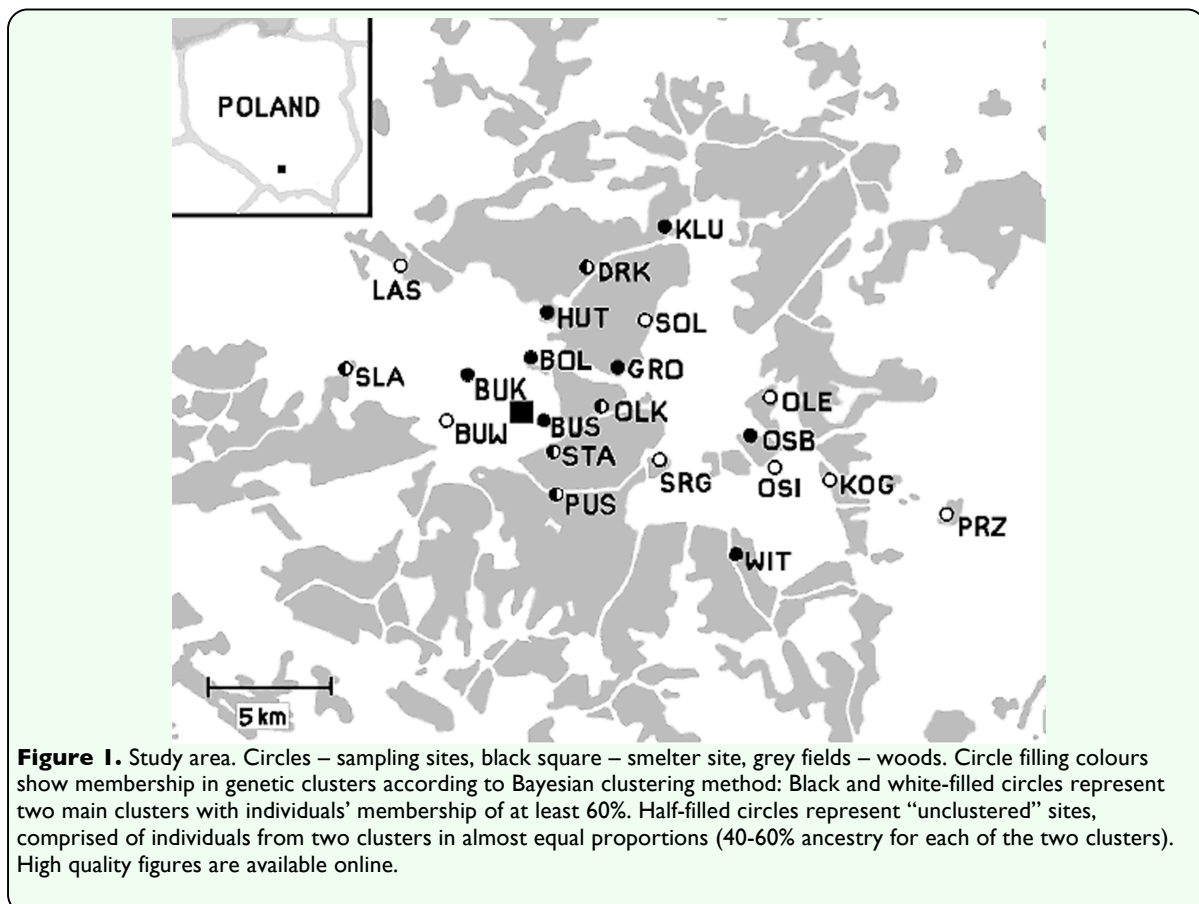 POLAND
KLU
DRK
LAS
HUT
SOL
BOL
GRO
SLA
BUK
OLE
OLK
BUS
BUW
OSB
STA
SRG
OSI
KOG
PUS
PRZ
WIT
5 km
Figure 1. Study area. Circles – sampling sites, black square – smelter site, grey fields – woods. Circle filling colours
show membership in genetic clusters according to Bayesian clustering method: Black and white-filled circles represent
two main clusters with individuals’ membership of at least 60%. Half-filled circles represent “unclustered” sites,
comprised of individuals from two clusters in almost equal proportions (40-60% ancestry for each of the two clusters).
High quality figures are available online.